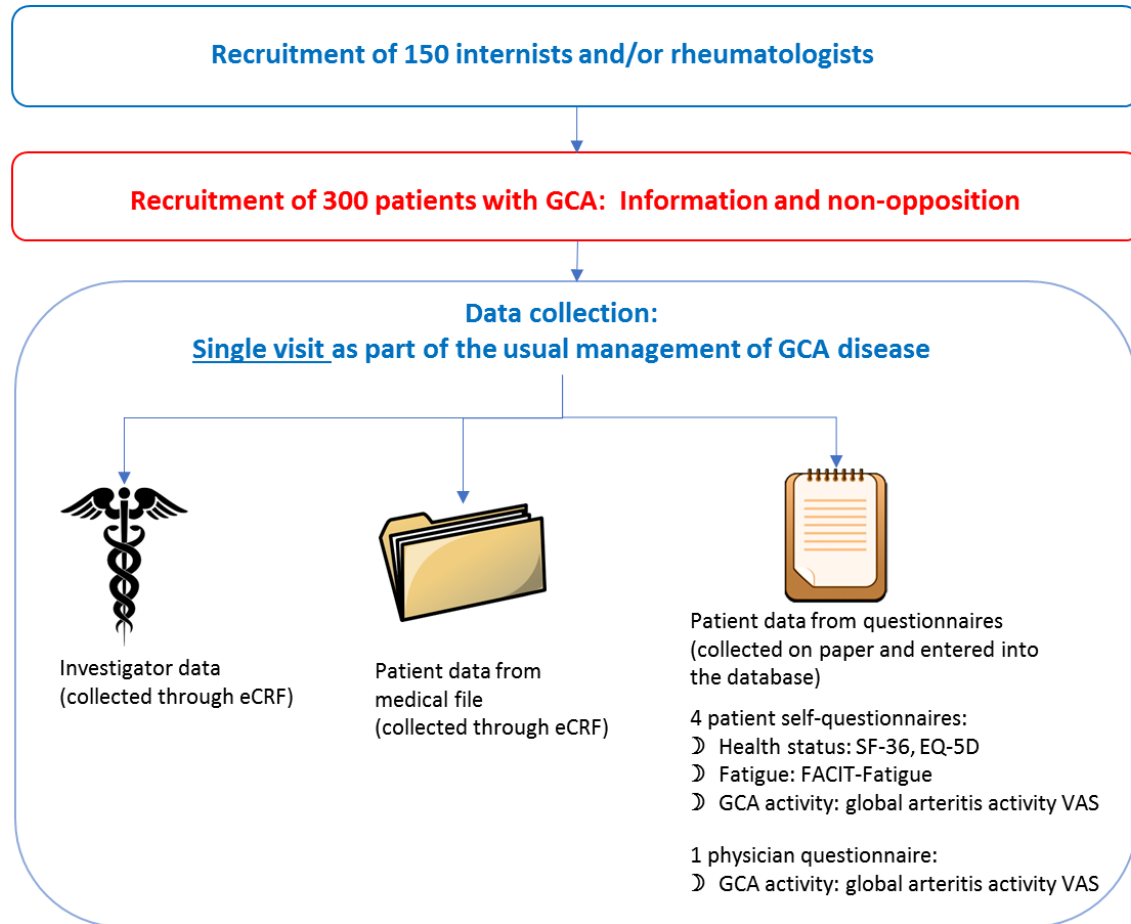 Recruitment of 150 internists and/or rheumatologists
Recruitment of 300 patients with GCA: Information and non-opposition
Data collection:
Single visit as part of the usual management of GCA disease
Investigator data
(collected through eCRF)
Patient data from
medical file
(collected through eCRF)
Patient data from questionnaires
(collected on paper and entered into
the database)
4 patient self-questionnaires:
☽ Health status: SF-36, EQ-5D
☽ Fatigue: FACIT-Fatigue
☽ GCA activity: global arteritis activity VAS
1 physician questionnaire:
☽ GCA activity: global arteritis activity VAS